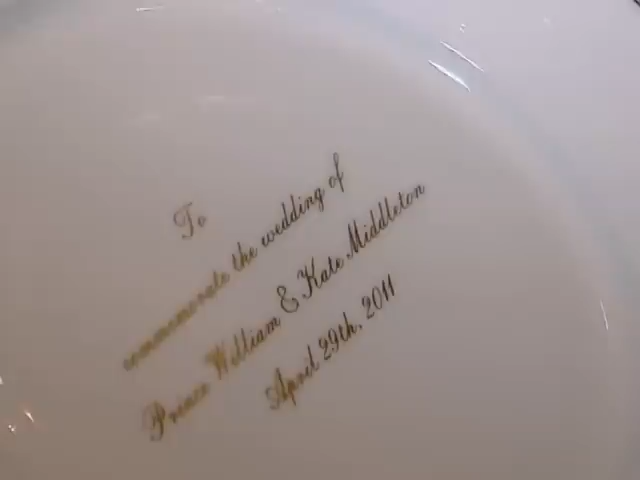 To
commemorate the wedding of
Prince William & Kate Middleton
April 29th, 2011